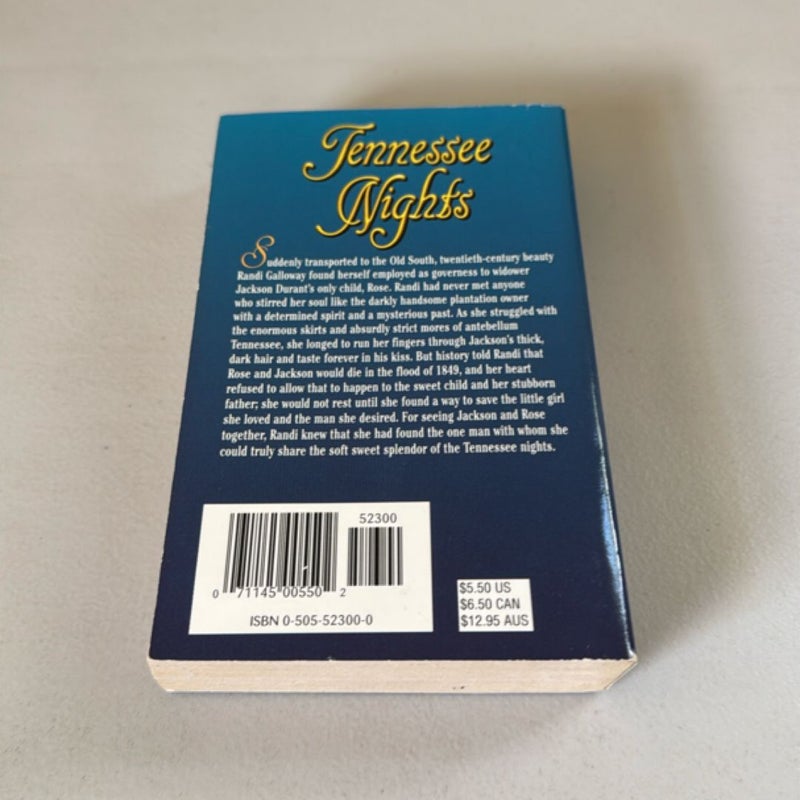 Tennessee
Nights
Suddenly transported to the Old South, twentieth-century beauty
Randi Galloway found herself employed as governess to widower
Jackson Durant's only child, Rose. Randi had never met anyone
who stirred her soul like the darkly handsome plantation owner
with a determined spirit and a mysterious past. As she struggled with
the enormous skirts and absurdly strict mores of antebellum
Tennessee, she longed to run her fingers through Jackson's thick,
dark hair and taste forever in his kiss. But history told Randi that
Rose and Jackson would die in the flood of 1849, and her heart
refused to allow that to happen to the sweet child and her stubborn
father; she would not rest until she found a way to save the little girl
she loved and the man she desired. For seeing Jackson and Rose
together, Randi knew that she had found the one man with whom she
could truly share the soft sweet splendor of the Tennessee nights.
52300
0 71145 00550 2
ISBN 0-505-52300-0
$5.50 US
$6.50 CAN
$12.95 AUS